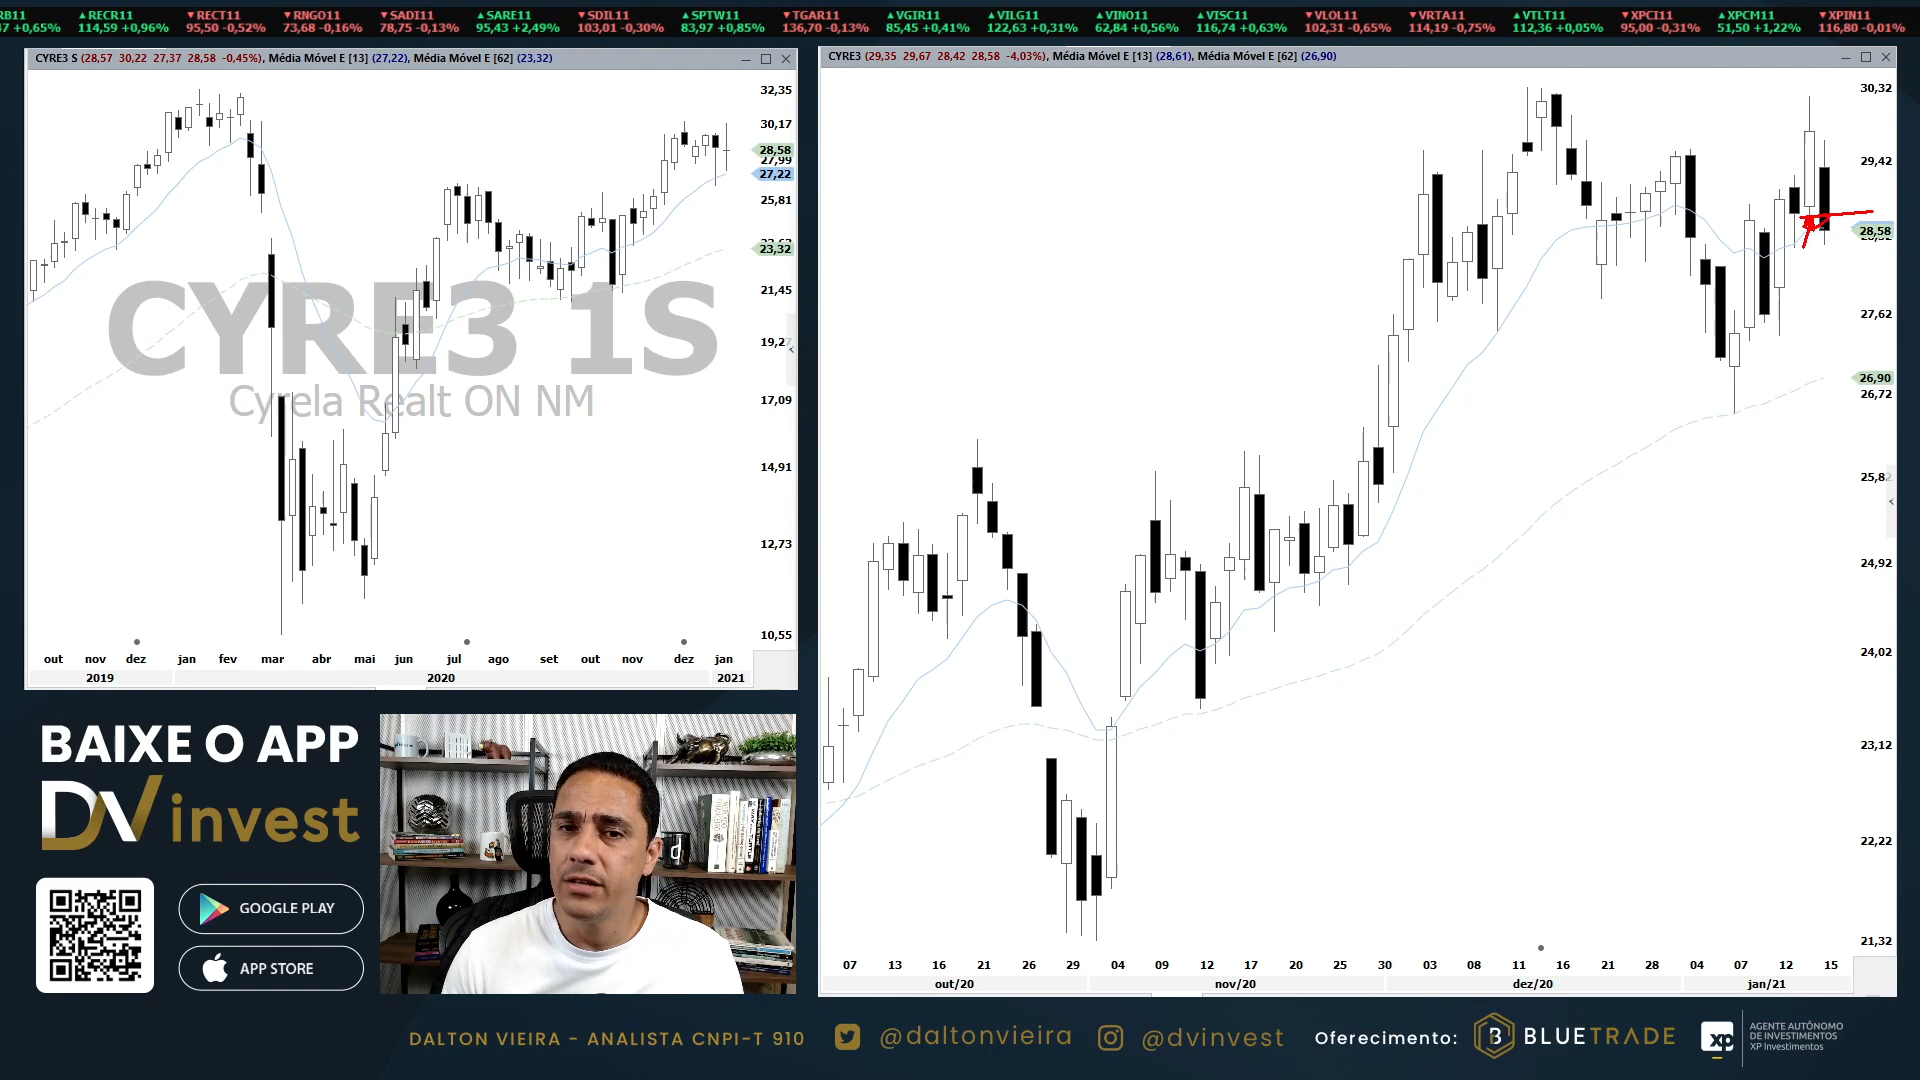 RB11 ▲RECR11 ▼RECT11 ▼RNGO11 ▼SADI11 ▲SARE11 ▼SDIL11 ▲SPTW11 ▼TGAR11 ▲VGIR11 ▲VILG11 ▲VINO11 ▲VISC11 ▼VLOL11 ▼VRTA11 ▲VTLT11 ▼XPCI11 ▲XPCM11 ▼XPIN11
+0,65% 114,59 +0,96% 95,50 -0,52% 73,68 -0,16% 78,75 -0,13% 95,43 +2,49% 103,01 -0,30% 83,97 +0,85% 136,70 -0,13% 85,45 +0,41% 122,63 +0,31% 62,84 +0,56% 116,74 +0,63% 102,31 -0,65% 114,19 -0,75% 112,36 +0,05% 95,00 -0,31% 51,50 +1,22% 116,80 -0,01%
CYRE3 S (28,57 30,22 27,37 28,58 -0,45%), Média Móvel E [13] (27,22), Média Móvel E [62] (23,32)
32,35
30,17
28,58
27,99
27,22
25,81
23,32
21,45
19,27
17,09
14,91
12,73
10,55
CYRE3 1S
Cyrela Realt ON NM
out nov dez jan fev mar abr mai jun jul ago set out nov dez jan
2019 2020 2021
CYRE3 (29,35 29,67 28,42 28,58 -4,03%), Média Móvel E [13] (28,61), Média Móvel E [62] (26,90)
30,32
29,42
28,58
27,62
26,90
26,72
25,82
24,92
24,02
23,12
22,22
21,32
07 13 16 21 26 29 04 09 12 17 20 25 30 03 08 11 16 21 28 04 07 12 15
out/20 nov/20 dez/20 jan/21
BAIXE O APP
DV invest
GOOGLE PLAY
APP STORE
d
DALTON VIEIRA - ANALISTA CNPI-T 910
@daltonvieira
@dvinvest
Oferecimento:
B BLUETRADE
xp
AGENTE AUTÔNOMO
DE INVESTIMENTOS
XP Investimentos